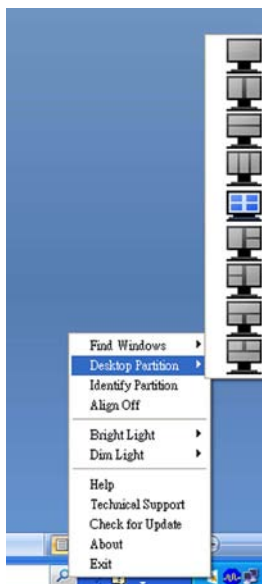 Find Windows
Desktop Partition
Identify Partition
Align Off
Bright Light
Dim Light
Help
Technical Support
Check for Update
About
Exit